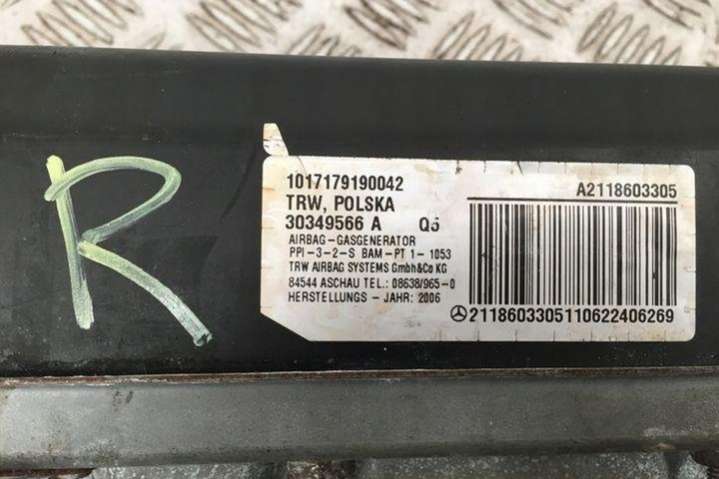 R
1017179190042
TRW, POLSKA
30349566 A Q5
AIRBAG-GASGENERATOR
PPI-3-2-S BAM-PT 1-1053
TRW AIRBAG SYSTEMS GmbH&Co KG
84544 ASCHAU TEL.: 08638/965-0
HERSTELLUNGS - JAHR: 2006
A2118603305
2118603305110622406269